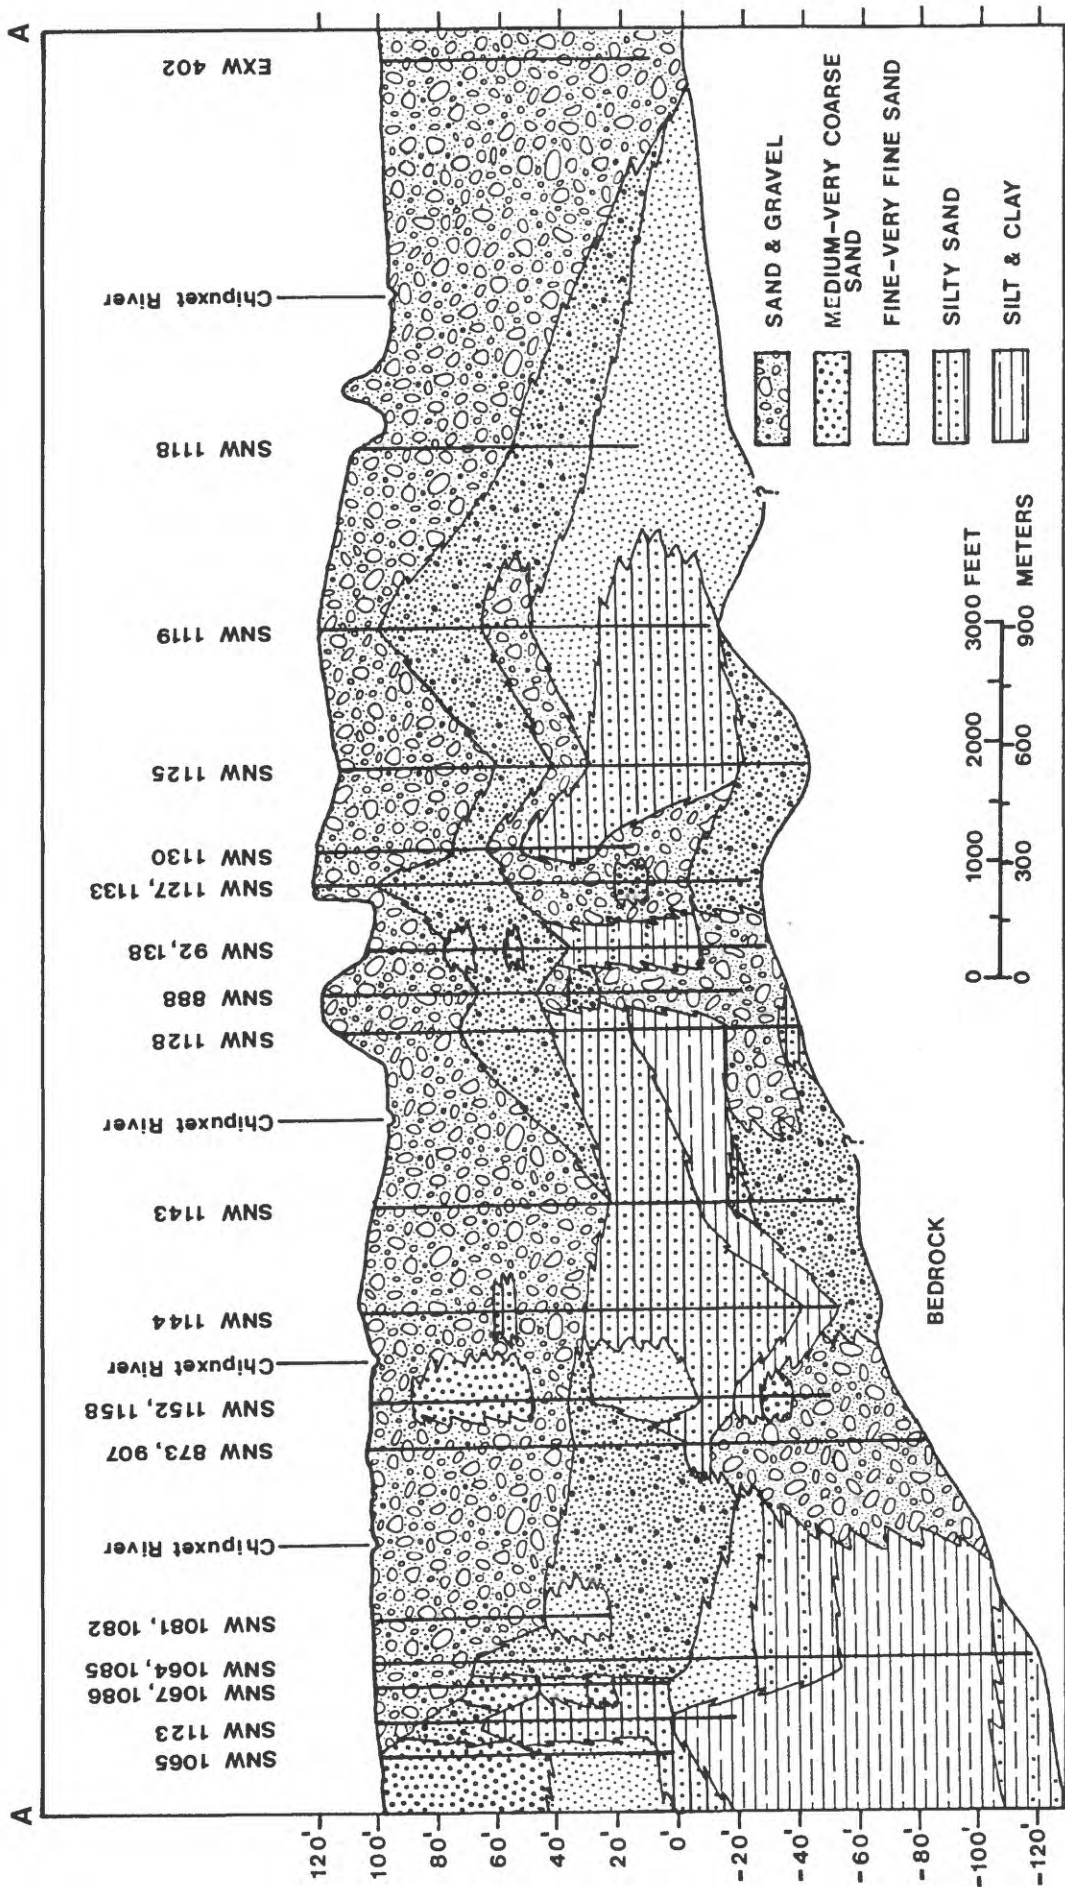 A
A
SNW 1065
SNW 1123
SNW 1067, 1086
SNW 1064, 1085
SNW 1081, 1082
Chipuxet River
SNW 873, 907
SNW 1152, 1158
Chipuxet River
SNW 1144
SNW 1143
Chipuxet River
SNW 1128
SNW 888
SNW 92, 138
SNW 1127, 1133
SNW 1130
SNW 1125
SNW 1119
SNW 1118
Chipuxet River
EXW 402
120'
100'
80'
60'
40'
20'
0'
-20'
-40'
-60'
-80'
-100'
-120'
?
?
BEDROCK
0 1000 2000 3000 FEET
0 300 600 900 METERS
SAND & GRAVEL
MEDIUM-VERY COARSE
SAND
FINE-VERY FINE SAND
SILTY SAND
SILT & CLAY